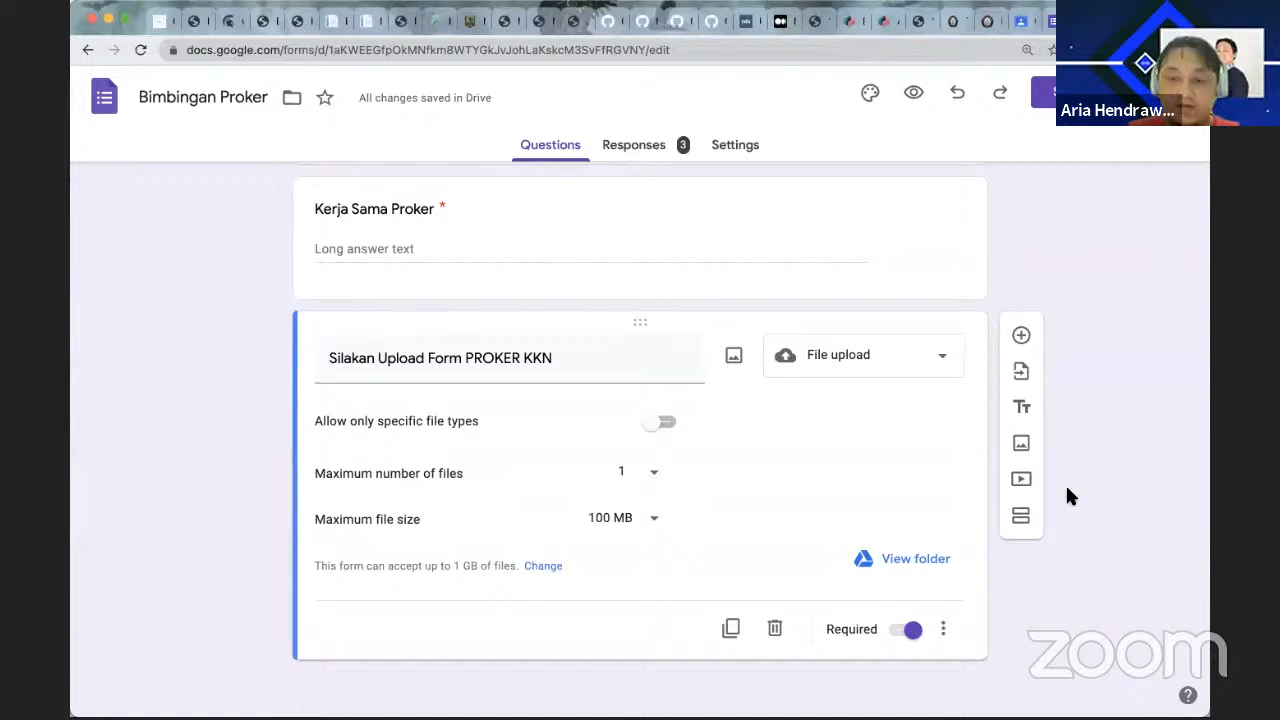 docs.google.com/forms/d/1aKWEEGfpOkMNfkm8WTYGkJvJohLaKskcM3SvFfRGVNY/edit
Bimbingan Proker
All changes saved in Drive
Aria Hendraw...
Questions
Responses 3
Settings
Kerja Sama Proker *
Long answer text
Silakan Upload Form PROKER KKN
File upload
Allow only specific file types
Maximum number of files
1
Maximum file size
100 MB
This form can accept up to 1 GB of files. Change
View folder
Required
zoom